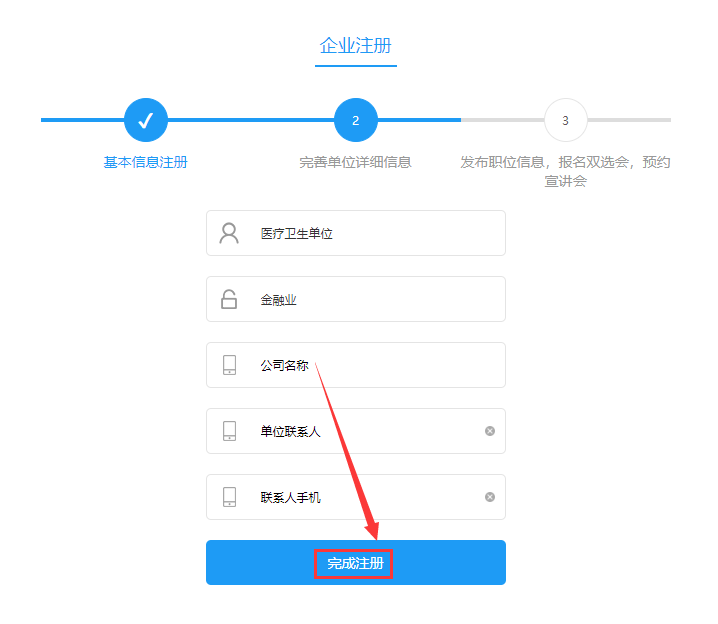 企业注册
2
3
基本信息注册
完善单位详细信息
发布职位信息，报名双选会，预约
宣讲会
医疗卫生单位
金融业
公司名称
单位联系人
联系人手机
完成注册